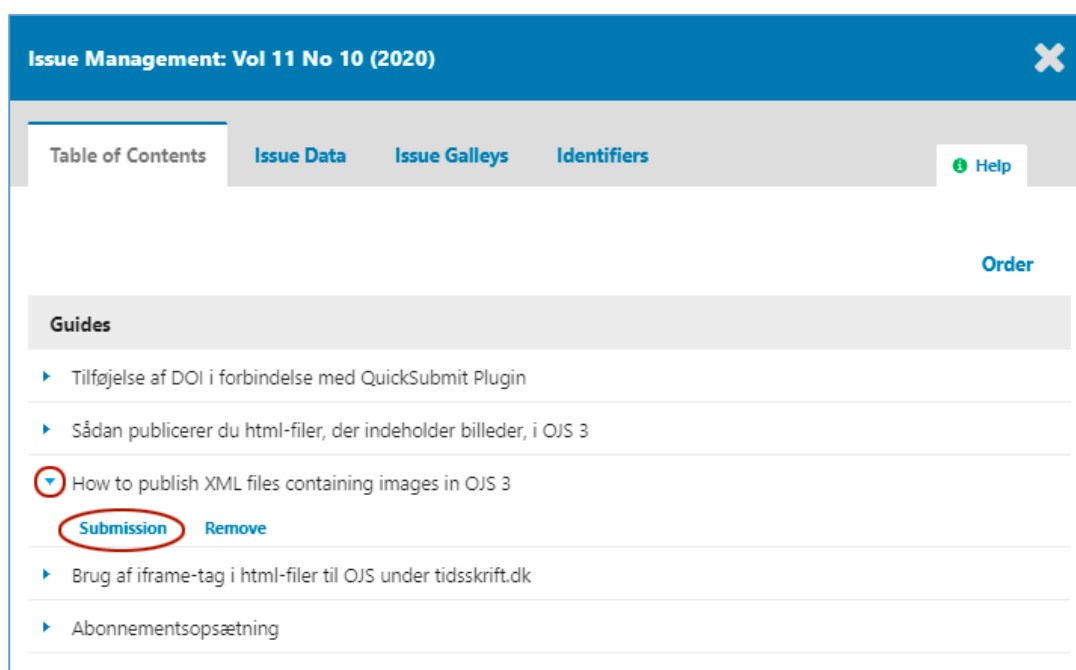 Issue Management: Vol 11 No 10 (2020)
Table of Contents Issue Data Issue Galleys Identifiers Help
Order
Guides
Tilføjelse af DOI i forbindelse med QuickSubmit Plugin
Sådan publicerer du html-filer, der indeholder billeder, i OJS 3
How to publish XML files containing images in OJS 3
Submission Remove
Brug af iframe-tag i html-filer til OJS under tidsskrift.dk
Abonnementsopsætning